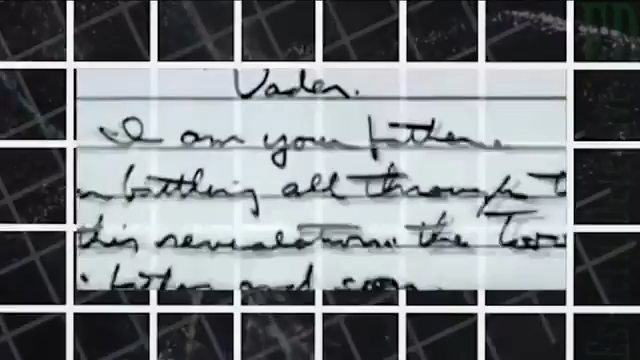 Vader.
I am your father.
battling all through
this revelation. the
father and son